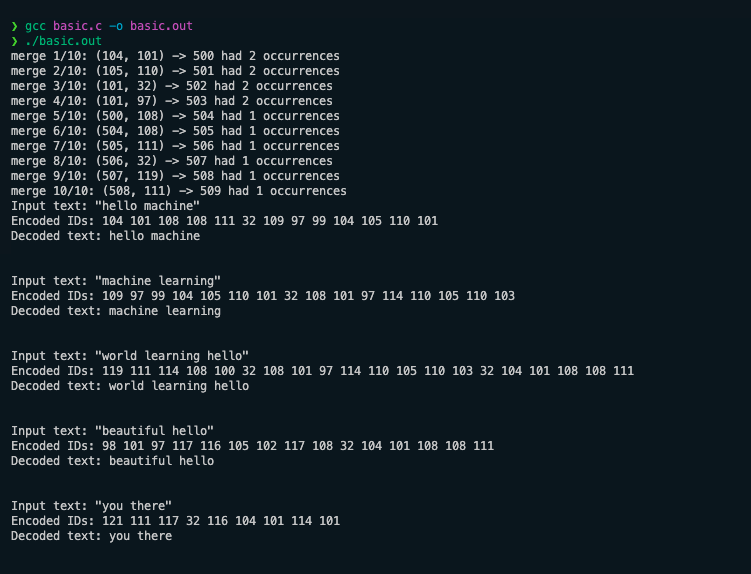 ❯ gcc basic.c -o basic.out
❯ ./basic.out
merge 1/10: (104, 101) -> 500 had 2 occurrences
merge 2/10: (105, 110) -> 501 had 2 occurrences
merge 3/10: (101, 32) -> 502 had 2 occurrences
merge 4/10: (101, 97) -> 503 had 2 occurrences
merge 5/10: (500, 108) -> 504 had 1 occurrences
merge 6/10: (504, 108) -> 505 had 1 occurrences
merge 7/10: (505, 111) -> 506 had 1 occurrences
merge 8/10: (506, 32) -> 507 had 1 occurrences
merge 9/10: (507, 119) -> 508 had 1 occurrences
merge 10/10: (508, 111) -> 509 had 1 occurrences
Input text: "hello machine"
Encoded IDs: 104 101 108 108 111 32 109 97 99 104 105 110 101
Decoded text: hello machine
Input text: "machine learning"
Encoded IDs: 109 97 99 104 105 110 101 32 108 101 97 114 110 105 110 103
Decoded text: machine learning
Input text: "world learning hello"
Encoded IDs: 119 111 114 108 100 32 108 101 97 114 110 105 110 103 32 104 101 108 108 111
Decoded text: world learning hello
Input text: "beautiful hello"
Encoded IDs: 98 101 97 117 116 105 102 117 108 32 104 101 108 108 111
Decoded text: beautiful hello
Input text: "you there"
Encoded IDs: 121 111 117 32 116 104 101 114 101
Decoded text: you there